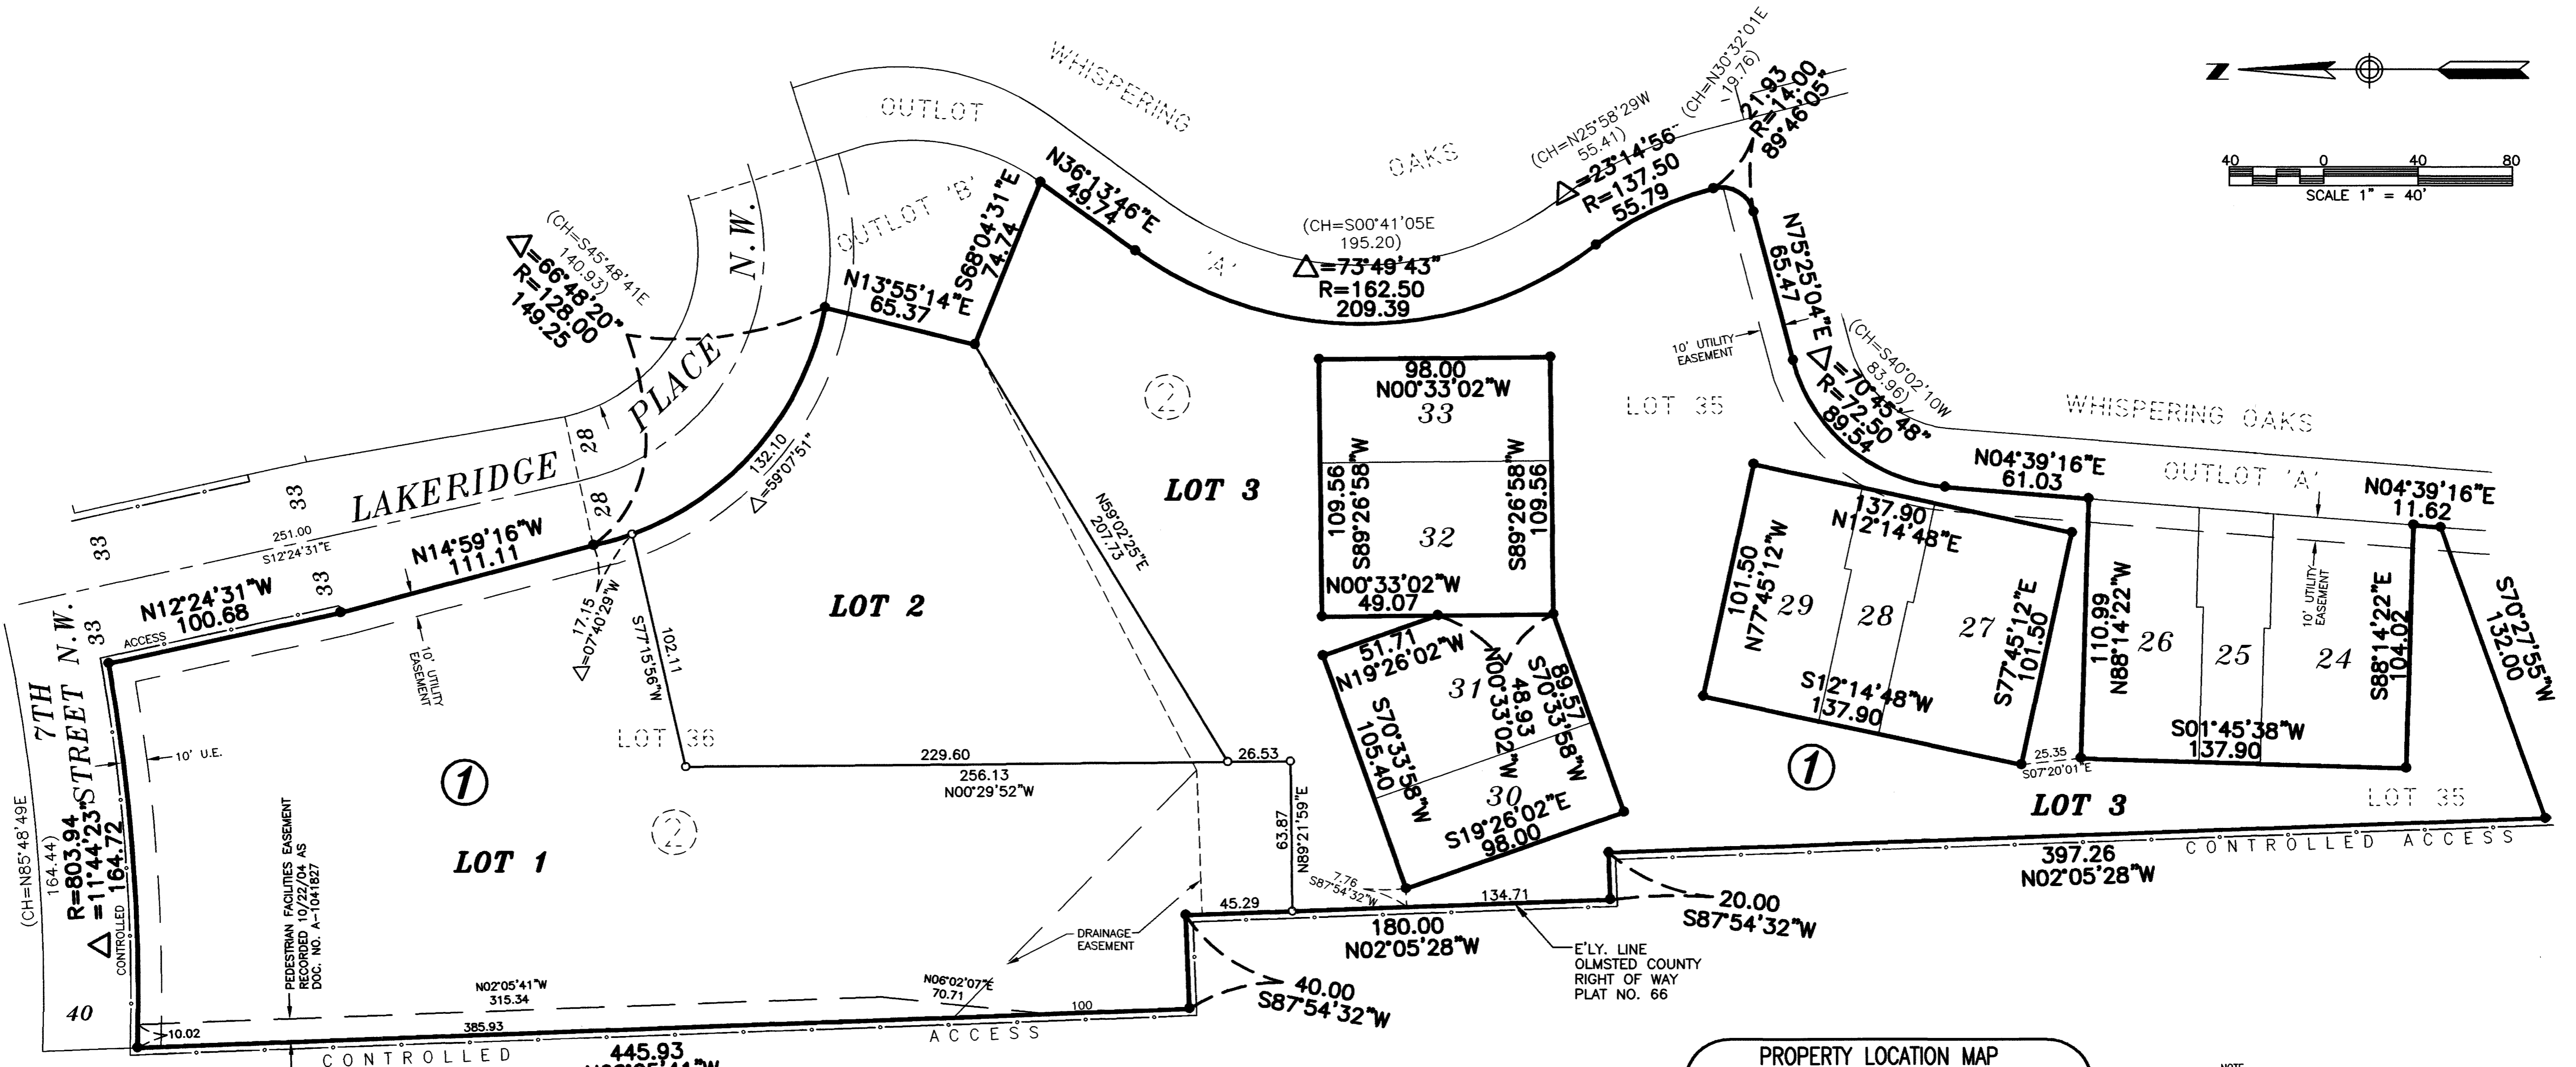 WHISPERING
OAKS
OUTLOT
'A'
OUTLOT 'B'
N
40 0 40 80
SCALE 1" = 40'
(CH=N30°32'01E
19.76)
21.93
R=14.00
89°46'05"
(CH=N25°58'29W
55.41)
△=23°14'56"
R=137.50
55.79
(CH=S00°41'05E
195.20)
△=73°49'43"
R=162.50
209.39
N36°13'46"E
49.74
S68°04'31"E
74.74
N13°55'14"E
65.37
(CH=S45°48'41E
140.93)
△=66°48'20"
R=128.00
149.25
N.W.
PLACE
LAKERIDGE
28
28
33
33
33
33
251.00
S12°24'31"E
N14°59'16"W
111.11
N12°24'31"W
100.68
ACCESS
132.10
△=59°07'51"
17.15
△=07°40'29"W
102.11
S77°15'56"W
10' UTILITY
EASEMENT
7TH
STREET N.W.
10' U.E.
(CH=N85°48'49E
164.44)
R=803.94
△=11°44'23"
164.72
CONTROLLED
40
PEDESTRIAN FACILITIES EASEMENT
RECORDED 10/22/04 AS
DOC. NO. A-1041827
LOT 36
1
2
LOT 1
LOT 2
N59°02'25"E
207.73
229.60
256.13
N00°29'52"W
26.53
63.87
N89°21'59"E
45.29
DRAINAGE
EASEMENT
N02°05'41"W
315.34
N06°02'07"E
70.71
100
10.02
385.93
CONTROLLED
ACCESS
445.93
40.00
S87°54'32"W
2
LOT 3
98.00
N00°33'02"W
33
109.56
S89°26'58"W
S89°26'58"W
109.56
32
N00°33'02"W
49.07
51.71
N19°26'02"W
31
N00°33'02"W
48.93
89.57
S70°33'58"W
S70°33'58"W
105.40
30
S19°26'02"E
98.00
7.76
S87°54'32"W
134.71
180.00
N02°05'28"W
20.00
S87°54'32"W
E'LY. LINE
OLMSTED COUNTY
RIGHT OF WAY
PLAT NO. 66
LOT 35
10' UTILITY
EASEMENT
N75°25'04"E
65.47
(CH=S40°02'10W
83.96)
△=70°45'48"
R=72.50
89.54
WHISPERING OAKS
OUTLOT 'A'
N04°39'16"E
61.03
N04°39'16"E
11.62
137.90
N12°14'48"E
101.50
N77°45'12"W
29
28
27
S77°45'12"E
101.50
S12°14'48"W
137.90
1
25.35
S07°20'01"E
110.99
N88°14'22"W
26
25
24
10' UTILITY
EASEMENT
S88°14'22"E
104.02
S01°45'38"W
137.90
S70°27'55"W
132.00
LOT 3
LOT 35
CONTROLLED ACCESS
397.26
N02°05'28"W
PROPERTY LOCATION MAP